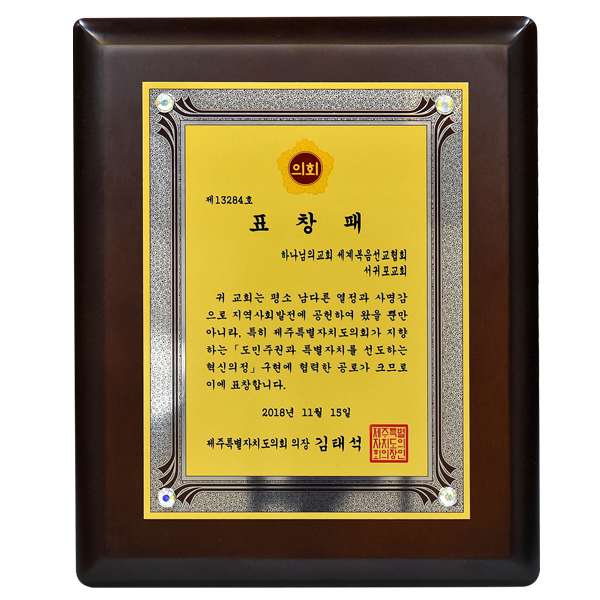 의회
제13284호
표 창 패
하나님의교회 세계복음선교협회
서귀포교회
귀 교회는 평소 남다른 열정과 사명감
으로 지역사회발전에 공헌하여 왔을 뿐만
아니라, 특히 제주특별자치도의회가 지향
하는 「도민주권과 특별자치를 선도하는
혁신의정」 구현에 협력한 공로가 크므로
이에 표창합니다.
2018년 11월 15일
제주특별자치도의회 의장 김태석
제주특별
자치도의
회의장인